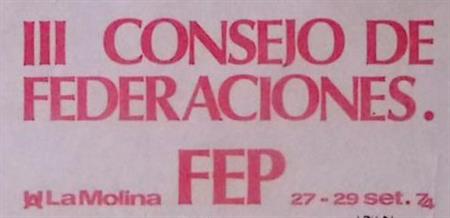 III CONSEJO DE
FEDERACIONES.
FEP
La Molina 27-29 set. 74